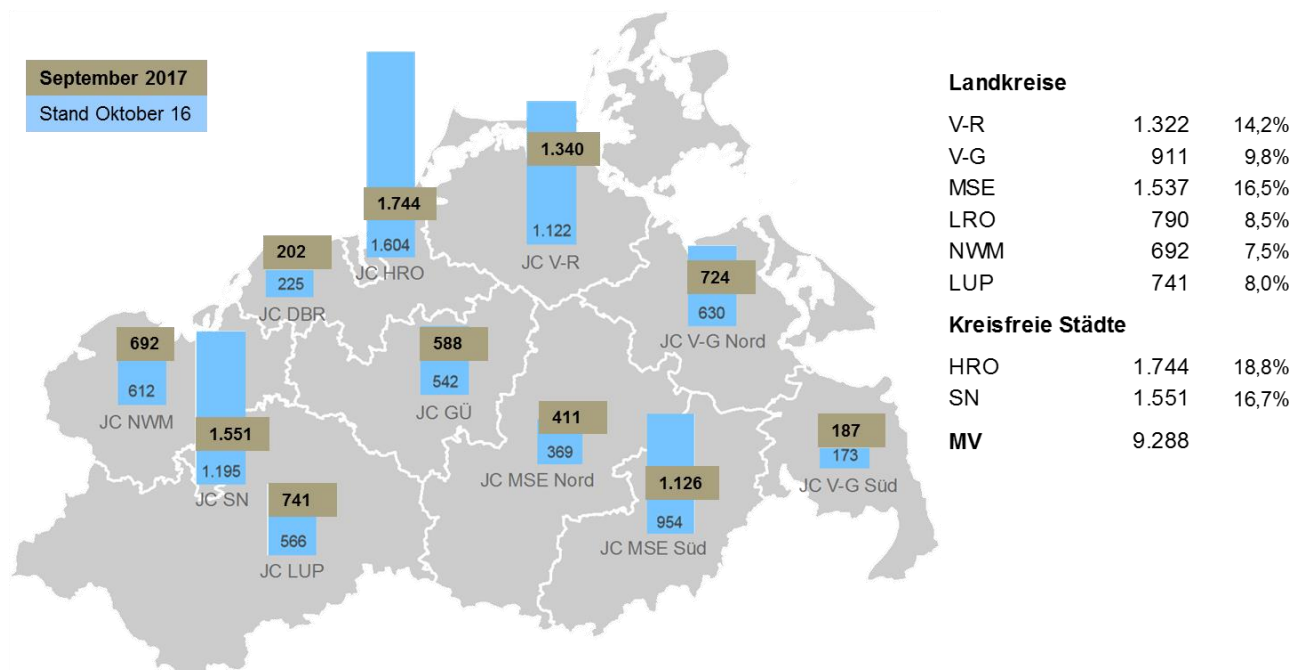 September 2017
Stand Oktober 16
1.744
1.604
JC HRO
1.340
1.122
JC V-R
202
225
JC DBR
724
630
JC V-G Nord
692
612
JC NWM
588
542
JC GÜ
1.551
1.195
JC SN
411
369
JC MSE Nord
187
173
JC V-G Süd
1.126
954
JC MSE Süd
741
566
JC LUP
Landkreise
V-R 1.322 14,2%
V-G 911 9,8%
MSE 1.537 16,5%
LRO 790 8,5%
NWM 692 7,5%
LUP 741 8,0%
Kreisfreie Städte
HRO 1.744 18,8%
SN 1.551 16,7%
MV 9.288